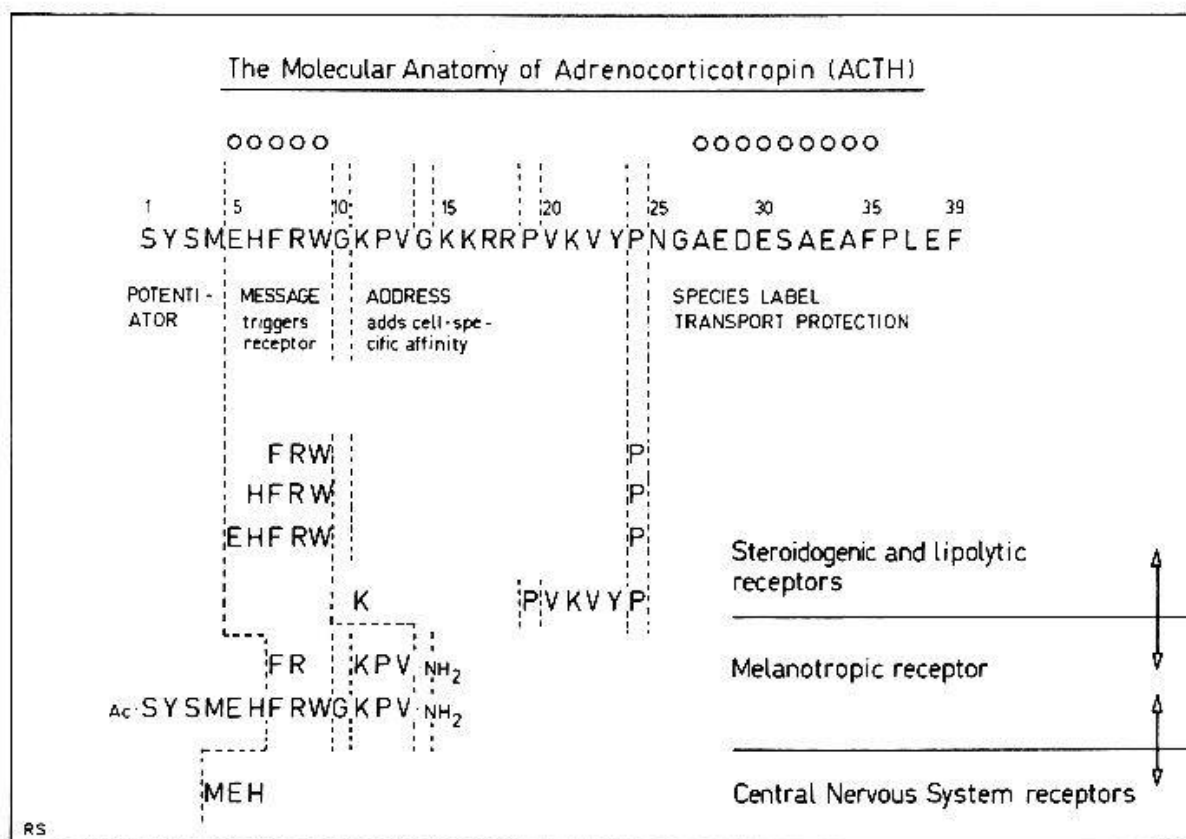 The Molecular Anatomy of Adrenocorticotropin (ACTH)
1 5 10 15 20 25 30 35 39
SYSMEHFRWGKPVGKKRRPVKVYPNGAEDESAEAFPLEF
POTENTI-
ATOR
MESSAGE
triggers
receptor
ADDRESS
adds cell-spe-
cific affinity
SPECIES LABEL
TRANSPORT PROTECTION
FRW P
HFRW P
EHFRW P
K PVKVYP
Steroidogenic and lipolytic
receptors
FR KPV NH2
Melanotropic receptor
Ac·SYSMEHFRWGKPV·NH2
MEH
Central Nervous System receptors
RS